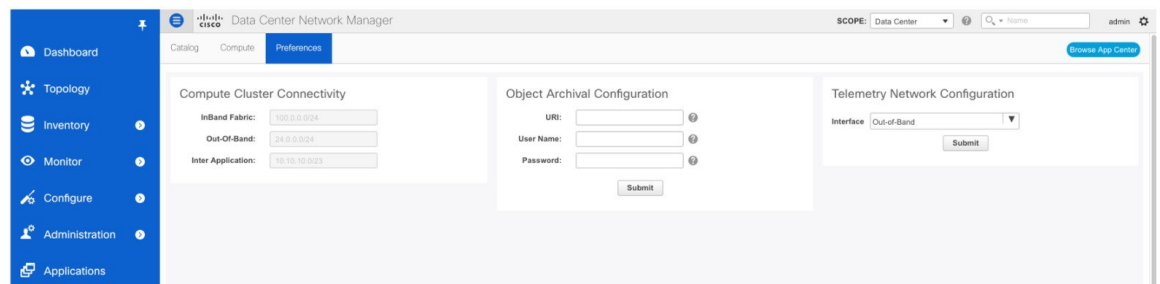 CISCO Data Center Network Manager
SCOPE: Data Center
Name
admin
Dashboard
Topology
Inventory
Monitor
Configure
Administration
Applications
Catalog Compute Preferences
Browse App Center
Compute Cluster Connectivity
InBand Fabric: 100.0.0.0/24
Out-Of-Band: 24.0.0.0/24
Inter Application: 10.10.10.0/23
Object Archival Configuration
URI:
User Name:
Password:
Submit
Telemetry Network Configuration
Interface Out-of-Band
Submit